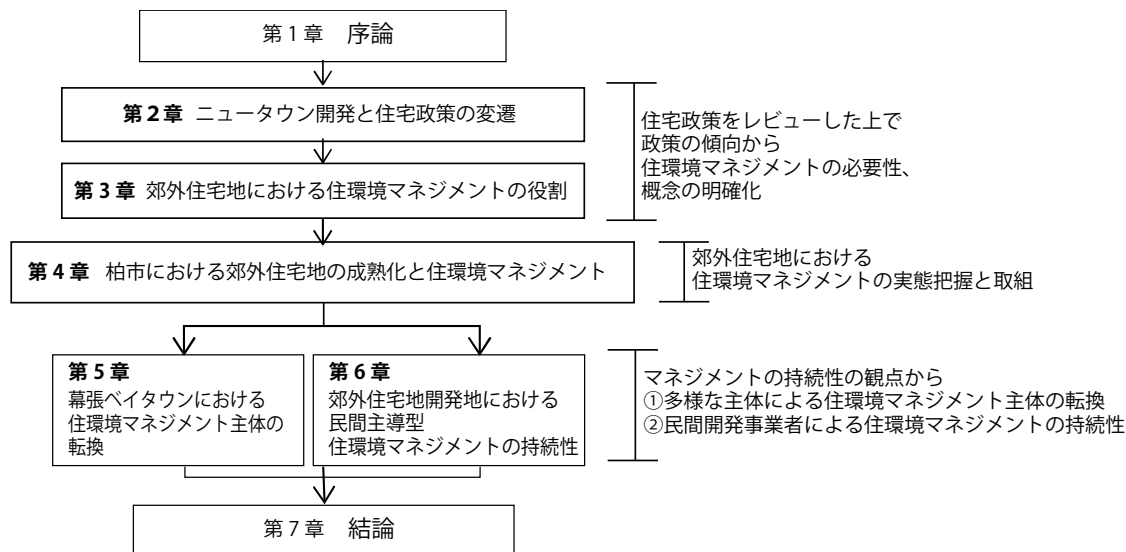 第1章　序論
第2章 ニュータウン開発と住宅政策の変遷
第3章 郊外住宅地における住環境マネジメントの役割
住宅政策をレビューした上で
政策の傾向から
住環境マネジメントの必要性、
概念の明確化
第4章 柏市における郊外住宅地の成熟化と住環境マネジメント
郊外住宅地における
住環境マネジメントの実態把握と取組
第5章
幕張ベイタウンにおける
住環境マネジメント主体の
転換
第6章
郊外住宅地開発地における
民間主導型
住環境マネジメントの持続性
マネジメントの持続性の観点から
①多様な主体による住環境マネジメント主体の転換
②民間開発事業者による住環境マネジメントの持続性
第7章　結論